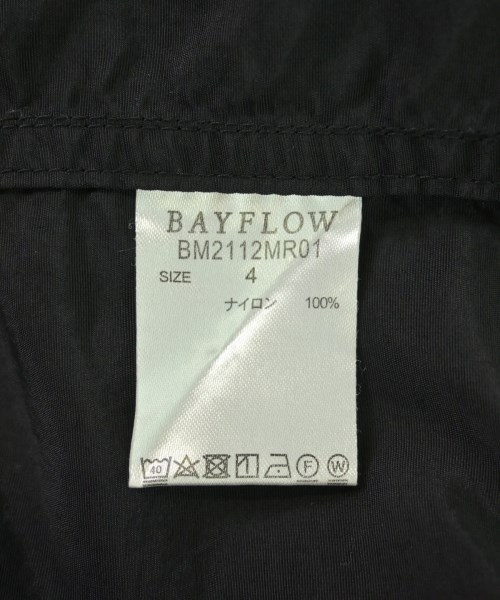 BAYFLOW
BM2112MR01
SIZE 4
ナイロン 100%
40 F W